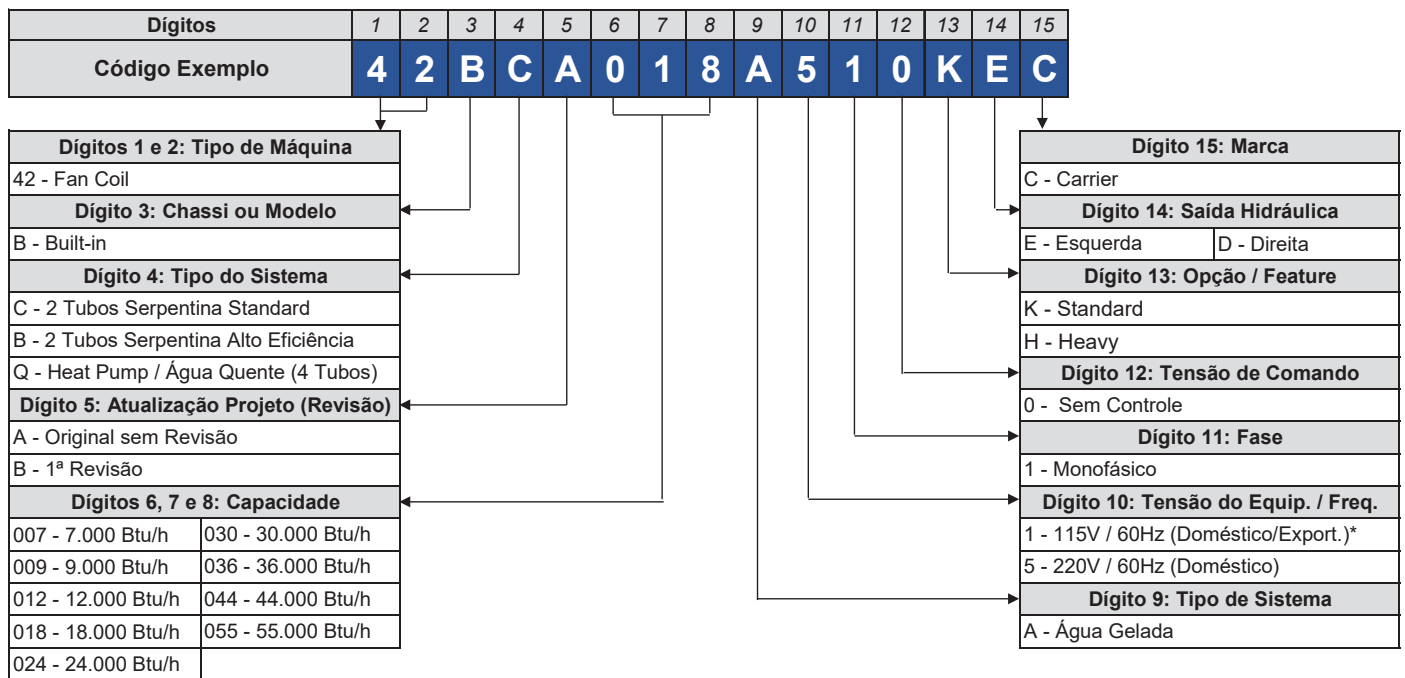 Dígitos 1 2 3 4 5 6 7 8 9 10 11 12 13 14 15
Código Exemplo 4 2 B C A 0 1 8 A 5 1 0 K E C
Dígitos 1 e 2: Tipo de Máquina
42 - Fan Coil
Dígito 3: Chassi ou Modelo
B - Built-in
Dígito 4: Tipo do Sistema
C - 2 Tubos Serpentina Standard
B - 2 Tubos Serpentina Alto Eficiência
Q - Heat Pump / Água Quente (4 Tubos)
Dígito 5: Atualização Projeto (Revisão)
A - Original sem Revisão
B - 1ª Revisão
Dígitos 6, 7 e 8: Capacidade
007 - 7.000 Btu/h 030 - 30.000 Btu/h
009 - 9.000 Btu/h 036 - 36.000 Btu/h
012 - 12.000 Btu/h 044 - 44.000 Btu/h
018 - 18.000 Btu/h 055 - 55.000 Btu/h
024 - 24.000 Btu/h
Dígito 15: Marca
C - Carrier
Dígito 14: Saída Hidráulica
E - Esquerda D - Direita
Dígito 13: Opção / Feature
K - Standard
H - Heavy
Dígito 12: Tensão de Comando
0 - Sem Controle
Dígito 11: Fase
1 - Monofásico
Dígito 10: Tensão do Equip. / Freq.
1 - 115V / 60Hz (Doméstico/Export.)*
5 - 220V / 60Hz (Doméstico)
Dígito 9: Tipo de Sistema
A - Água Gelada